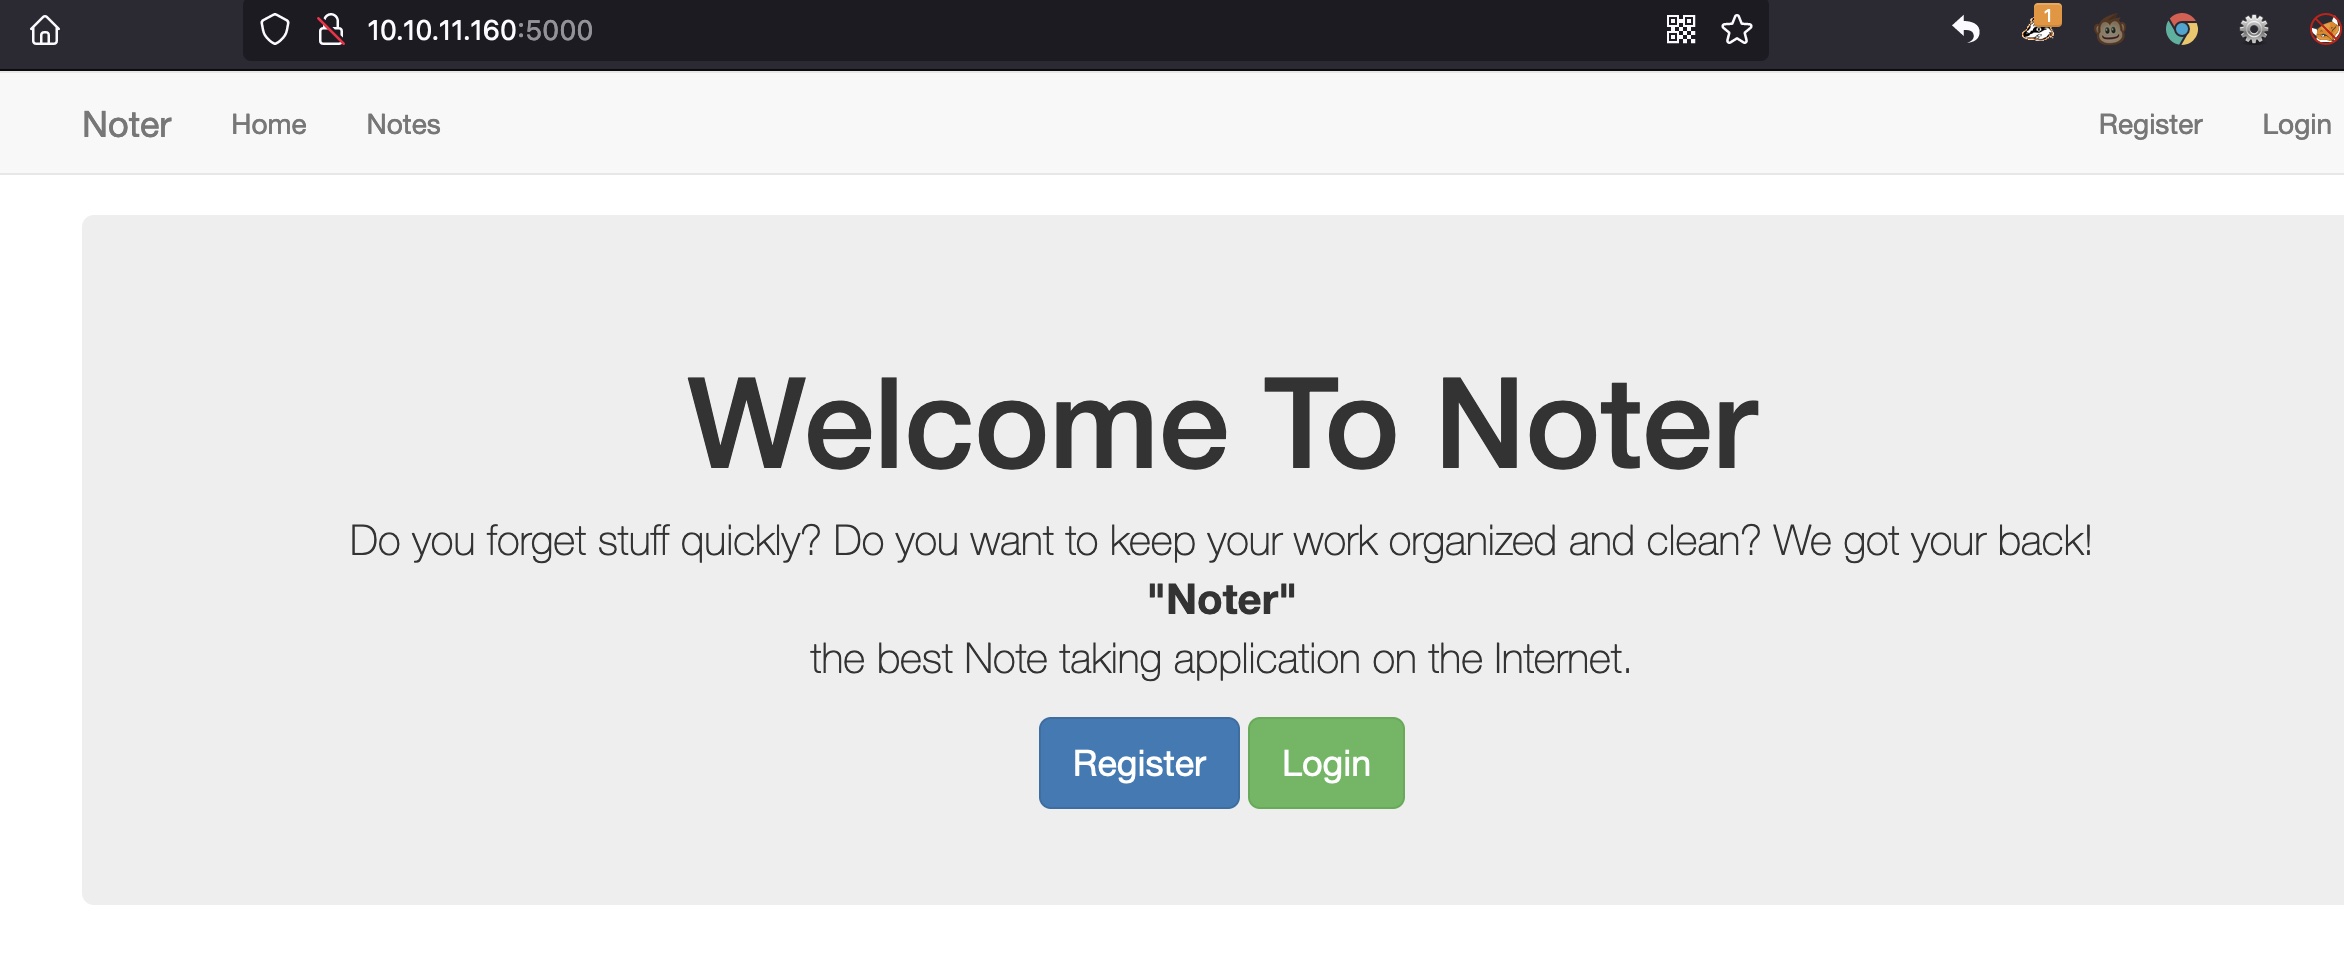 10.10.11.160:5000
1
Noter Home Notes Register Login
Welcome To Noter
Do you forget stuff quickly? Do you want to keep your work organized and clean? We got your back!
"Noter"
the best Note taking application on the Internet.
Register Login